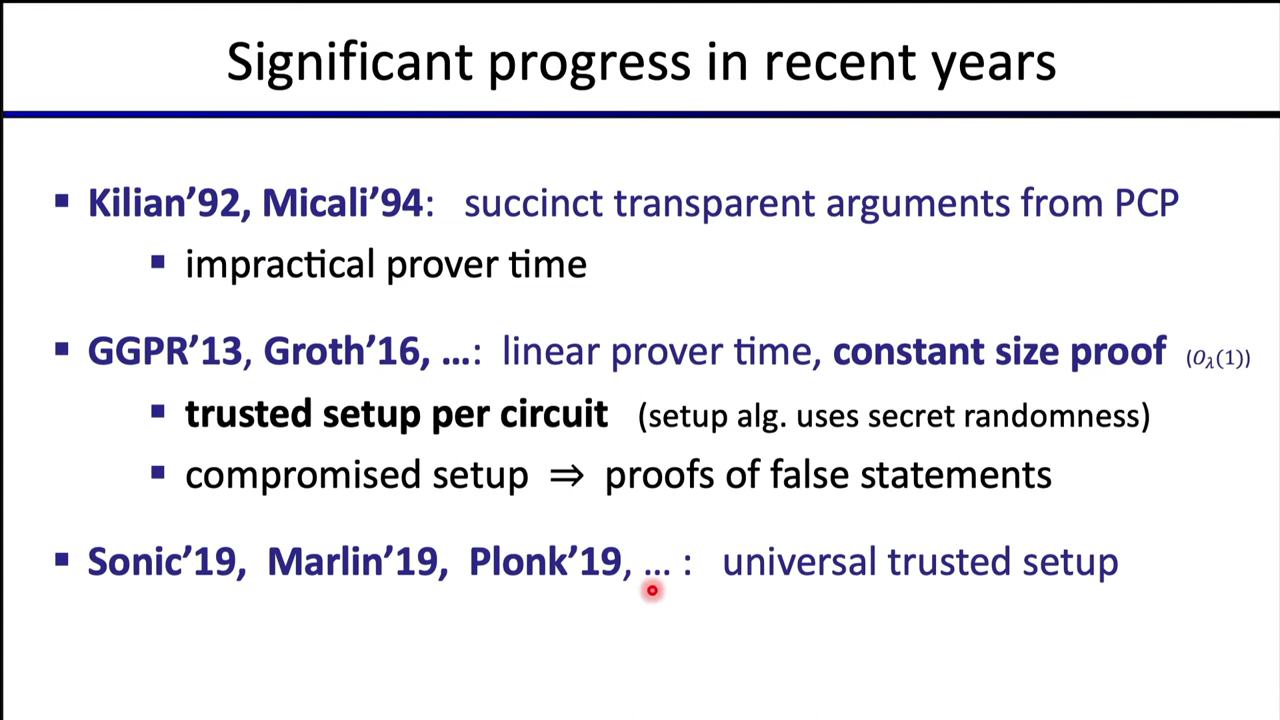 Significant progress in recent years
▪ Kilian’92, Micali’94: succinct transparent arguments from PCP
▪ impractical prover time
▪ GGPR’13, Groth’16, …: linear prover time, constant size proof (O_λ(1))
▪ trusted setup per circuit (setup alg. uses secret randomness)
▪ compromised setup ⇒ proofs of false statements
▪ Sonic’19, Marlin’19, Plonk’19, … : universal trusted setup